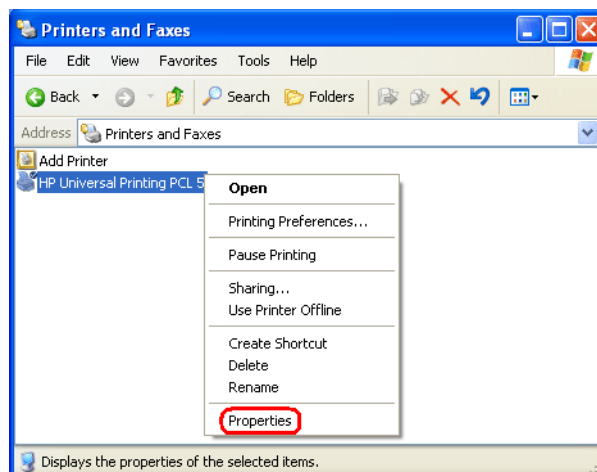 Printers and Faxes
File Edit View Favorites Tools Help
Back Search Folders
Address Printers and Faxes
Add Printer
HP Universal Printing PCL 5
Open
Printing Preferences...
Pause Printing
Sharing...
Use Printer Offline
Create Shortcut
Delete
Rename
Properties
Displays the properties of the selected items.